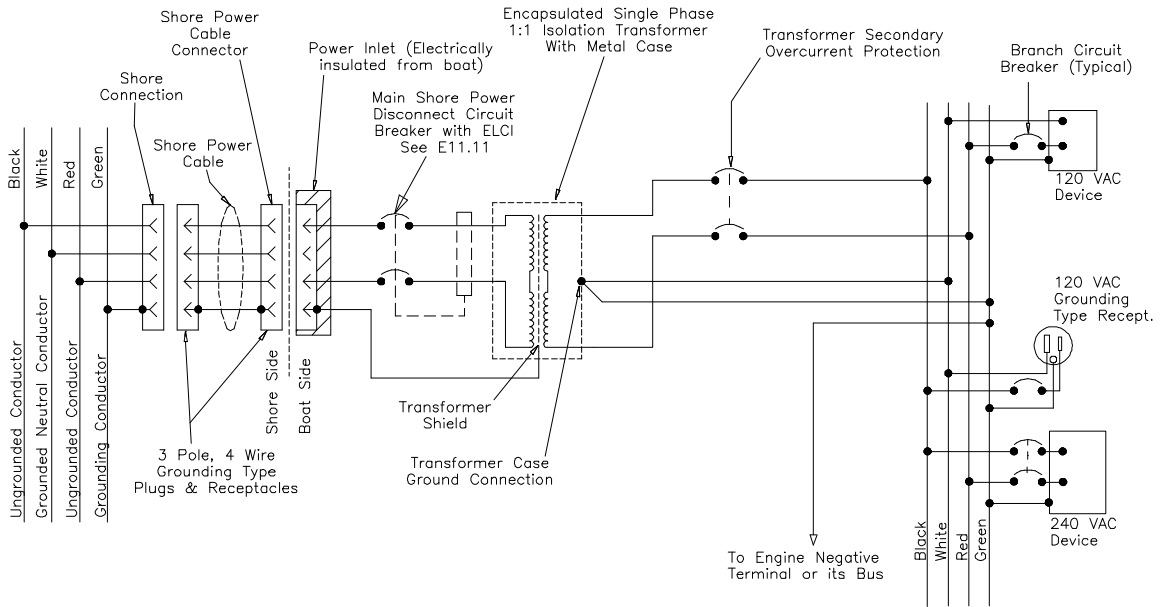 Shore Power
Cable
Connector
Encapsulated Single Phase
1:1 Isolation Transformer
With Metal Case
Power Inlet (Electrically
insulated from boat)
Transformer Secondary
Overcurrent Protection
Branch Circuit
Breaker (Typical)
Shore
Connection
Main Shore Power
Disconnect Circuit
Breaker with ELCI
See E11.11
Shore Power
Cable
Black
White
Red
Green
120 VAC
Device
120 VAC
Grounding
Type Recept.
Ungrounded Conductor
Grounded Neutral Conductor
Ungrounded Conductor
Grounding Conductor
Shore Side
Boat Side
Transformer
Shield
3 Pole, 4 Wire
Grounding Type
Plugs & Receptacles
Transformer Case
Ground Connection
To Engine Negative
Terminal or its Bus
Black
White
Red
Green
240 VAC
Device